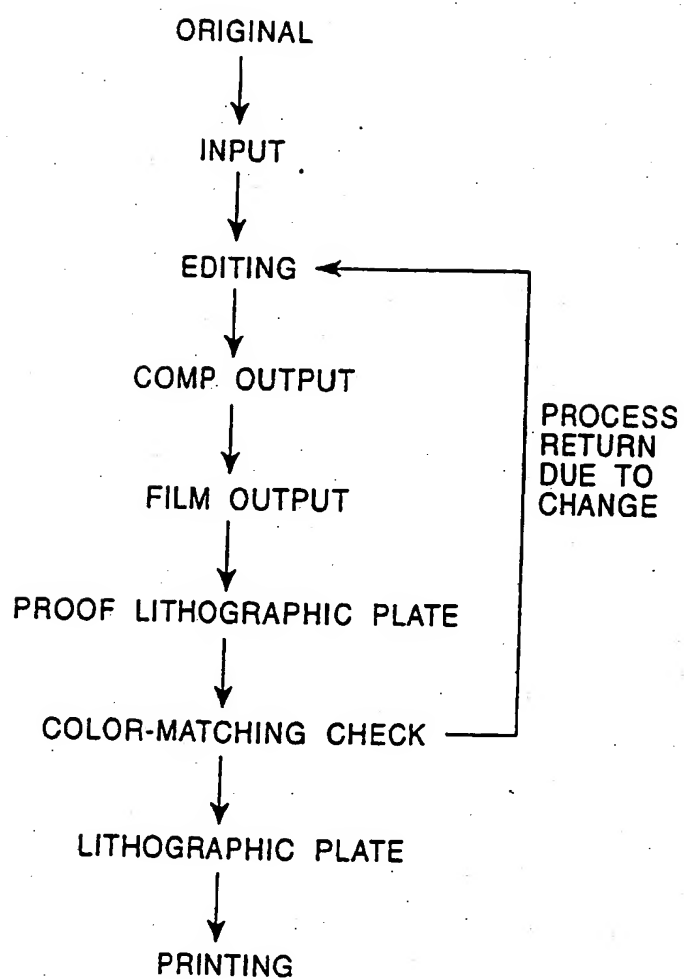 ORIGINAL
INPUT
EDITING
COMP. OUTPUT
FILM OUTPUT
PROOF LITHOGRAPHIC PLATE
COLOR-MATCHING CHECK
LITHOGRAPHIC PLATE
PRINTING
PROCESS
RETURN
DUE TO
CHANGE